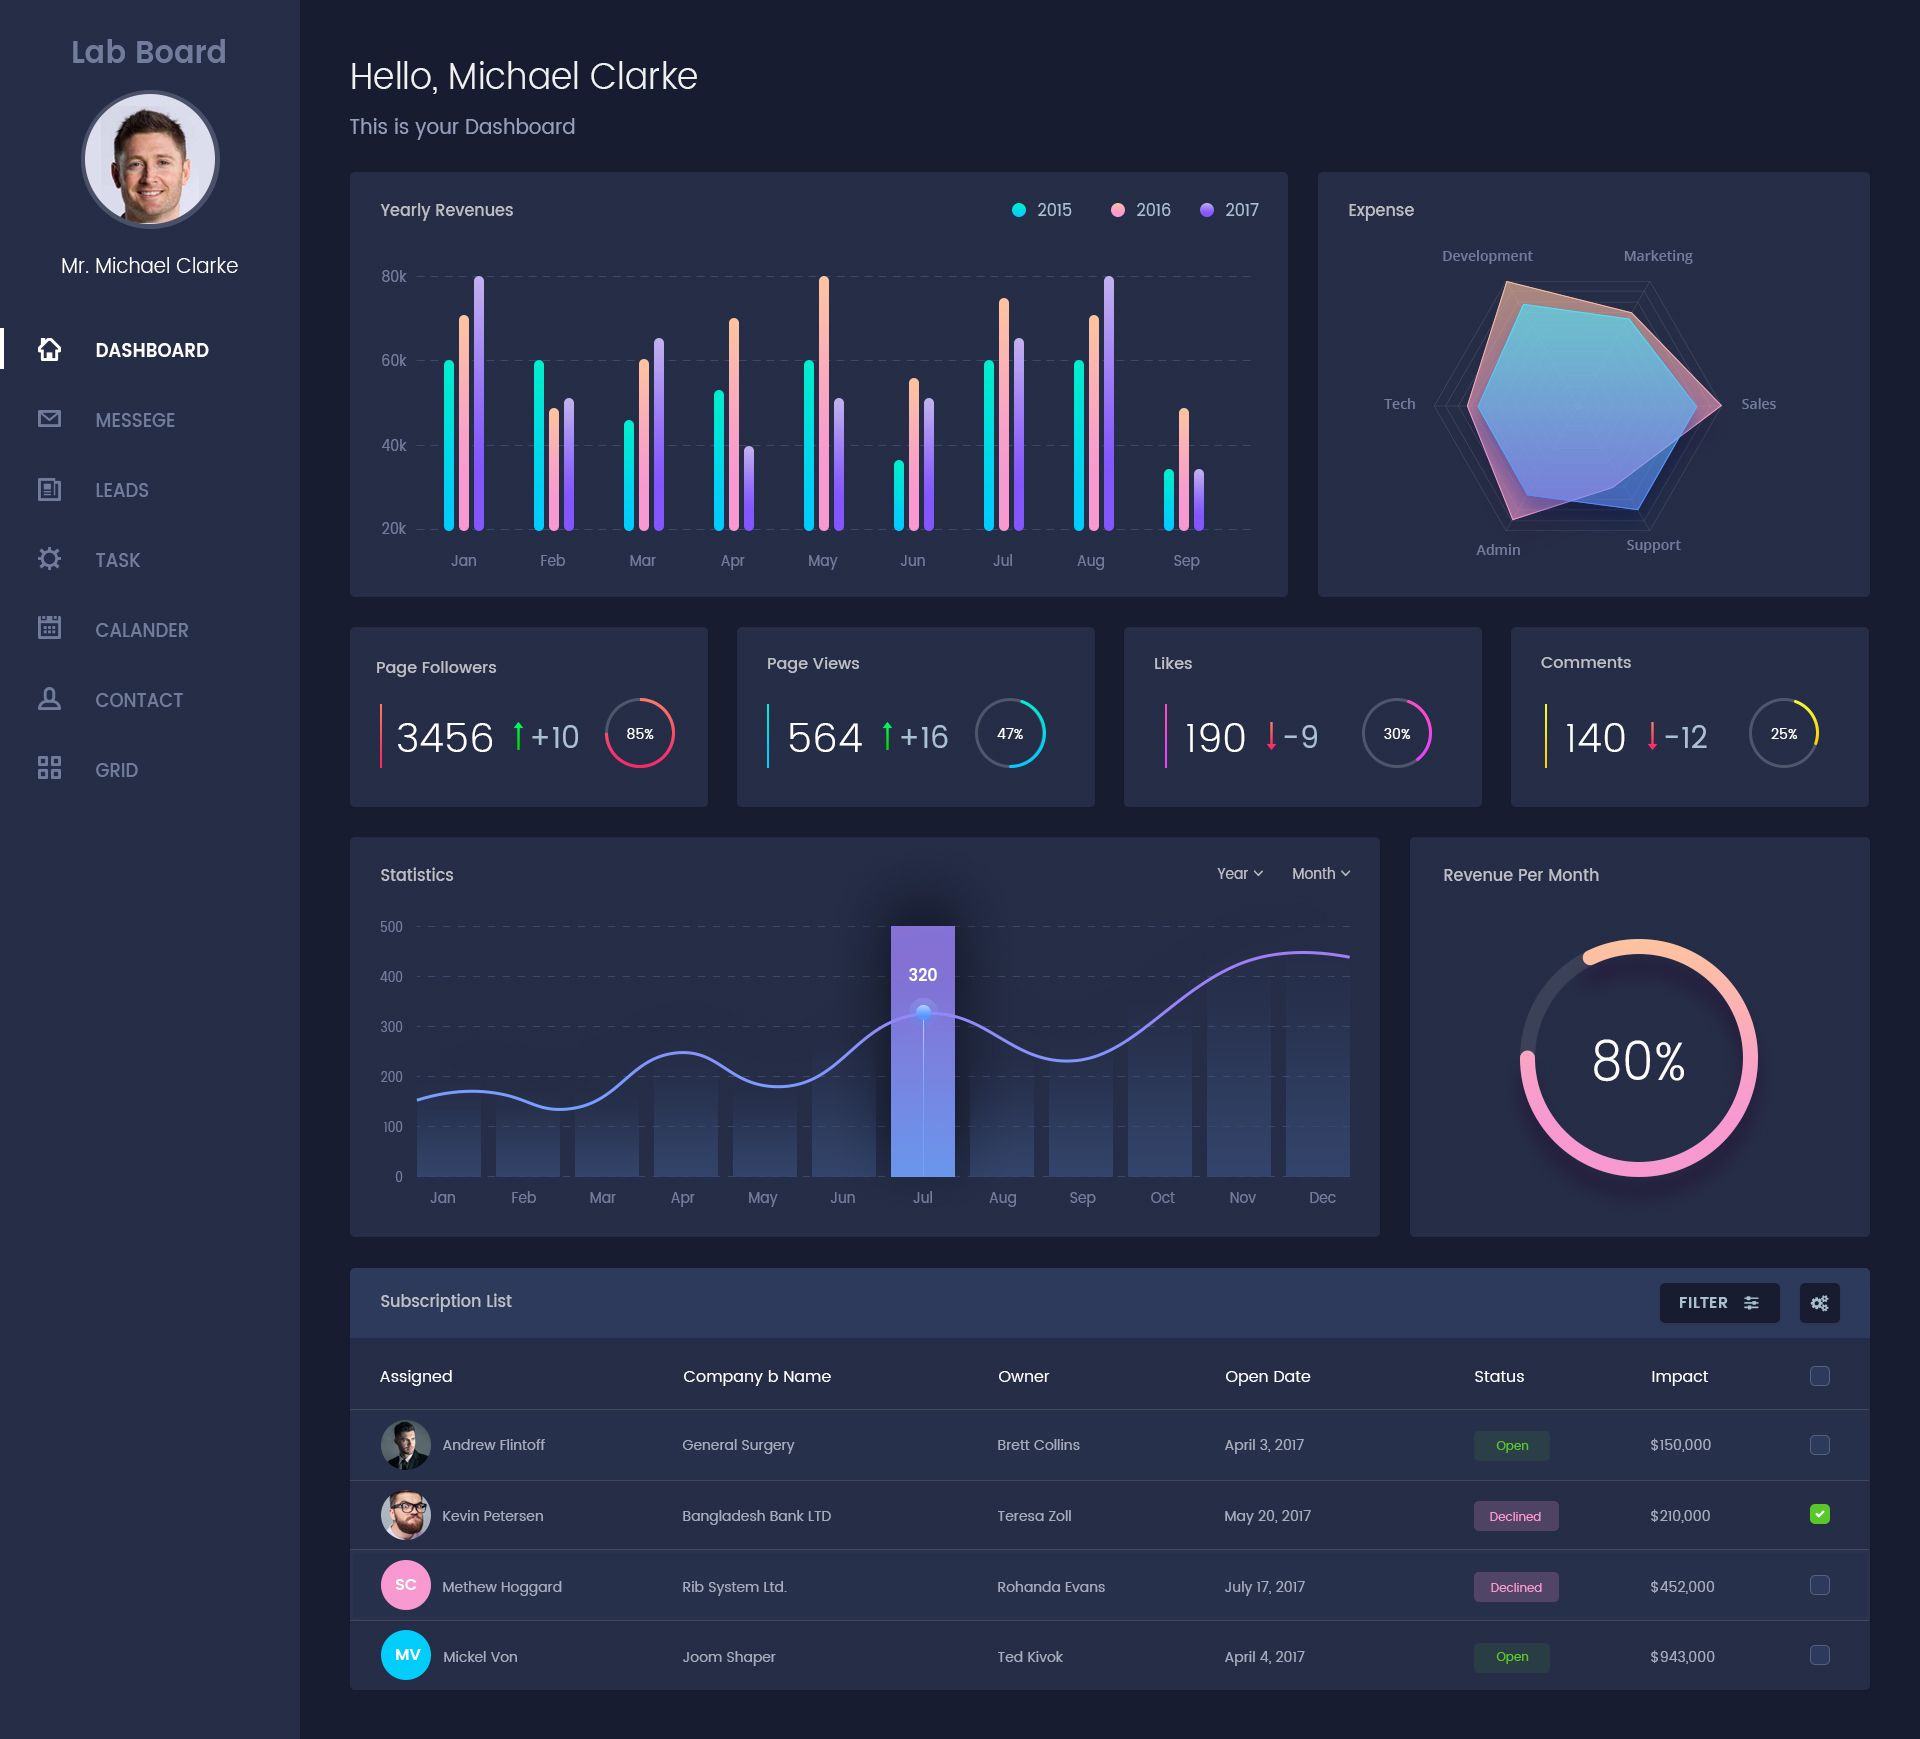 Lab Board
Mr. Michael Clarke
DASHBOARD
MESSEGE
LEADS
TASK
CALANDER
CONTACT
GRID
Hello, Michael Clarke
This is your Dashboard
Yearly Revenues
2015 2016 2017
80k
60k
40k
20k
Jan Feb Mar Apr May Jun Jul Aug Sep
Expense
Development Marketing
Tech Sales
Admin Support
Page Followers
3456 +10 85%
Page Views
564 +16 47%
Likes
190 -9 30%
Comments
140 -12 25%
Statistics
Year Month
500
400
300
200
100
0
320
Jan Feb Mar Apr May Jun Jul Aug Sep Oct Nov Dec
Revenue Per Month
80%
Subscription List
FILTER
Assigned Company b Name Owner Open Date Status Impact
Andrew Flintoff General Surgery Brett Collins April 3, 2017 Open $150,000
Kevin Petersen Bangladesh Bank LTD Teresa Zoll May 20, 2017 Declined $210,000
SC Methew Hoggard Rib System Ltd. Rohanda Evans July 17, 2017 Declined $452,000
MV Mickel Von Joom Shaper Ted Kivok April 4, 2017 Open $943,000